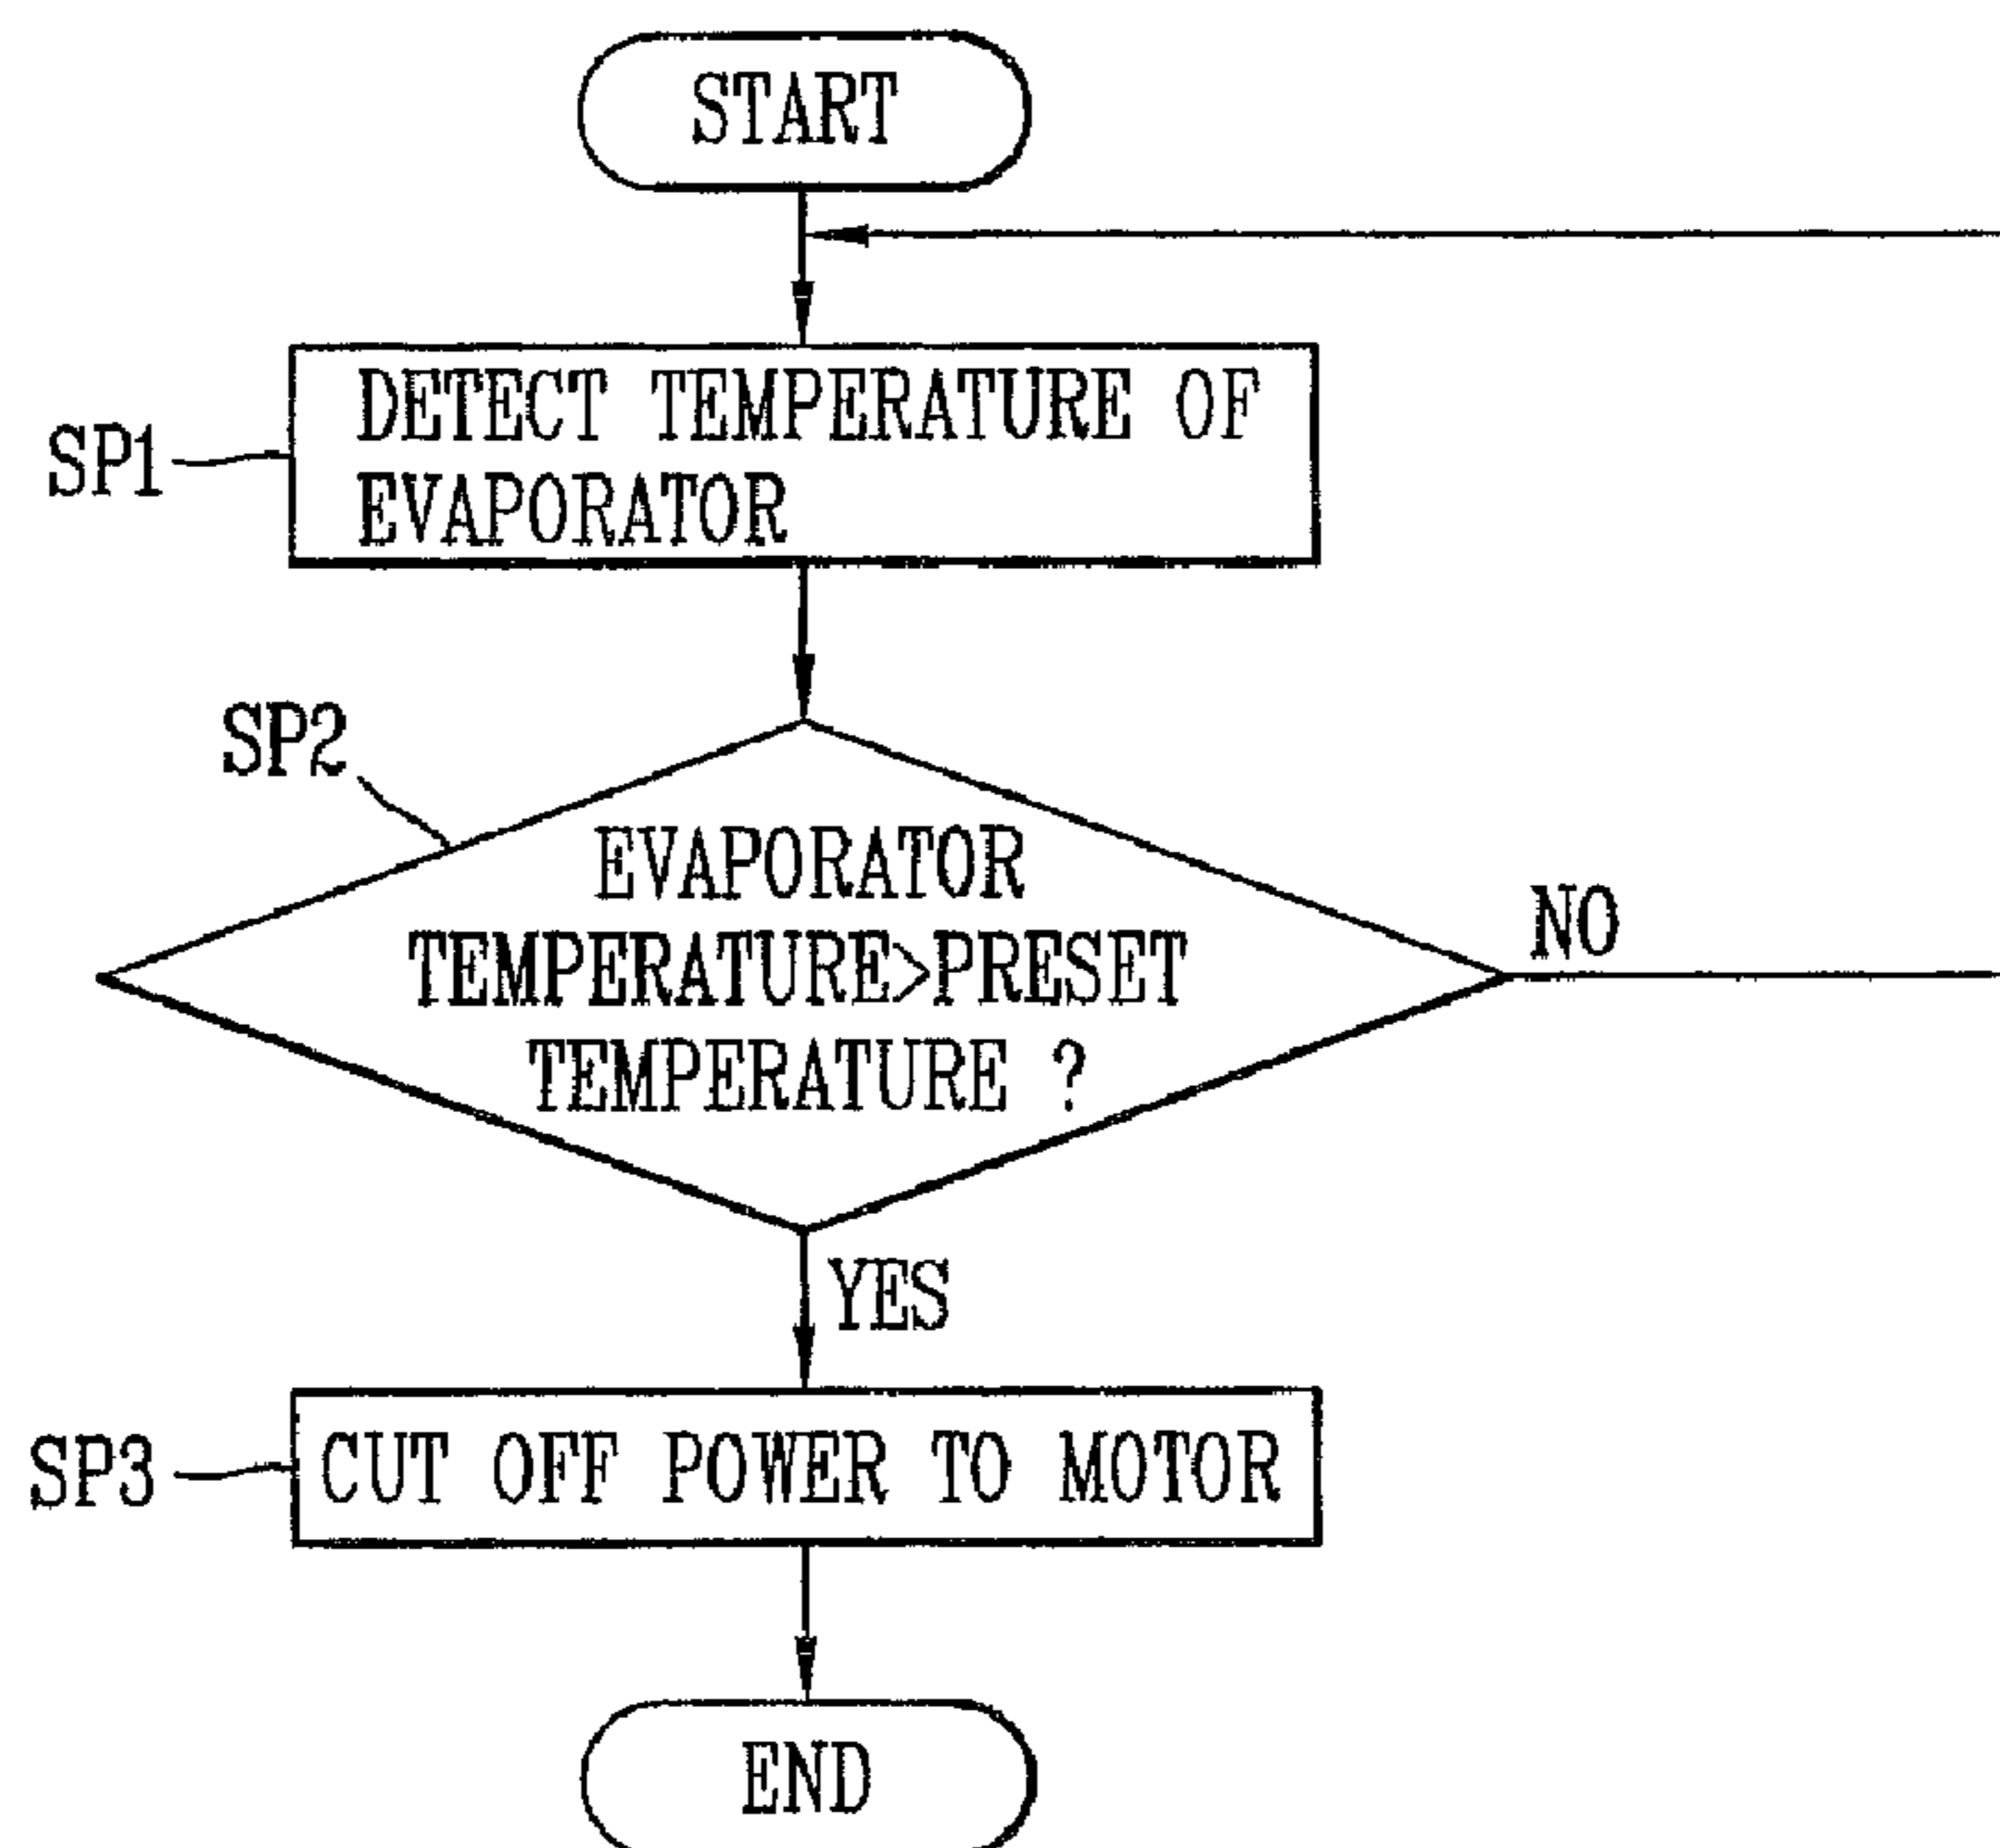 START
DETECT TEMPERATURE OF
EVAPORATOR
SP1
SP2
EVAPORATOR
TEMPERATURE>PRESET
TEMPERATURE ?
NO
YES
SP3
CUT OFF POWER TO MOTOR
END